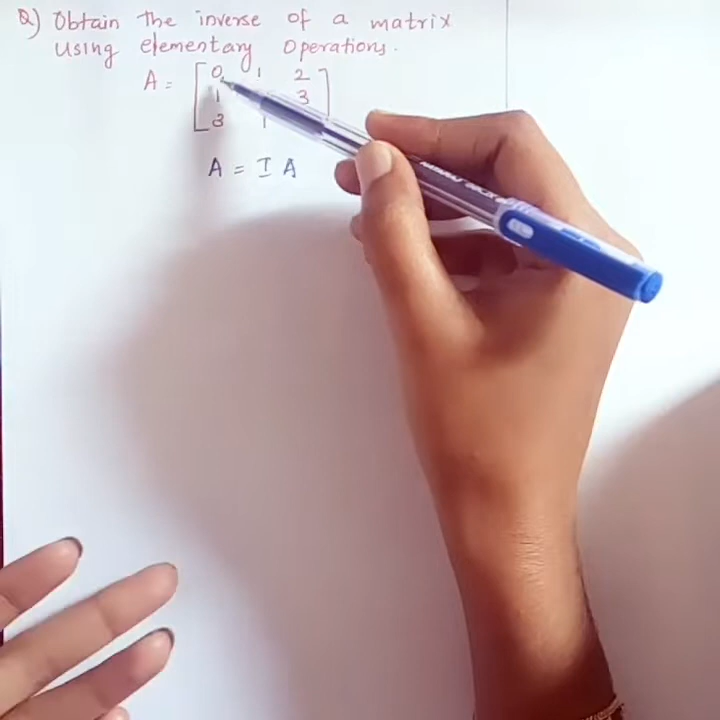 Q) Obtain the inverse of a matrix
using elementary operations.
A = [ 0 1 2
1 3
3 1 ]
A = I A